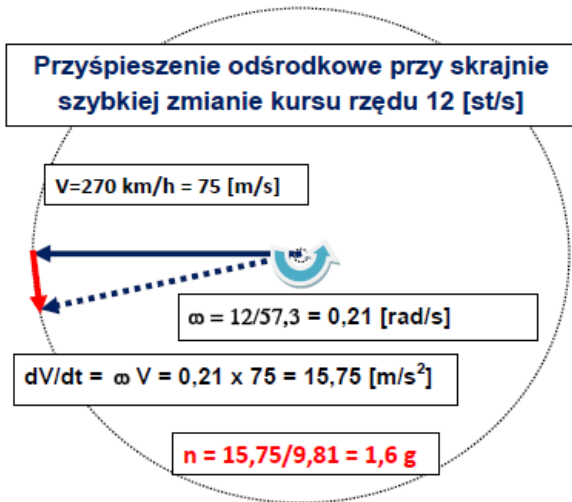 Przyśpieszenie odśrodkowe przy skrajnie
szybkiej zmianie kursu rzędu 12 [st/s]
V=270 km/h = 75 [m/s]
ω = 12/57,3 = 0,21 [rad/s]
dV/dt = ω V = 0,21 x 75 = 15,75 [m/s²]
n = 15,75/9,81 = 1,6 g